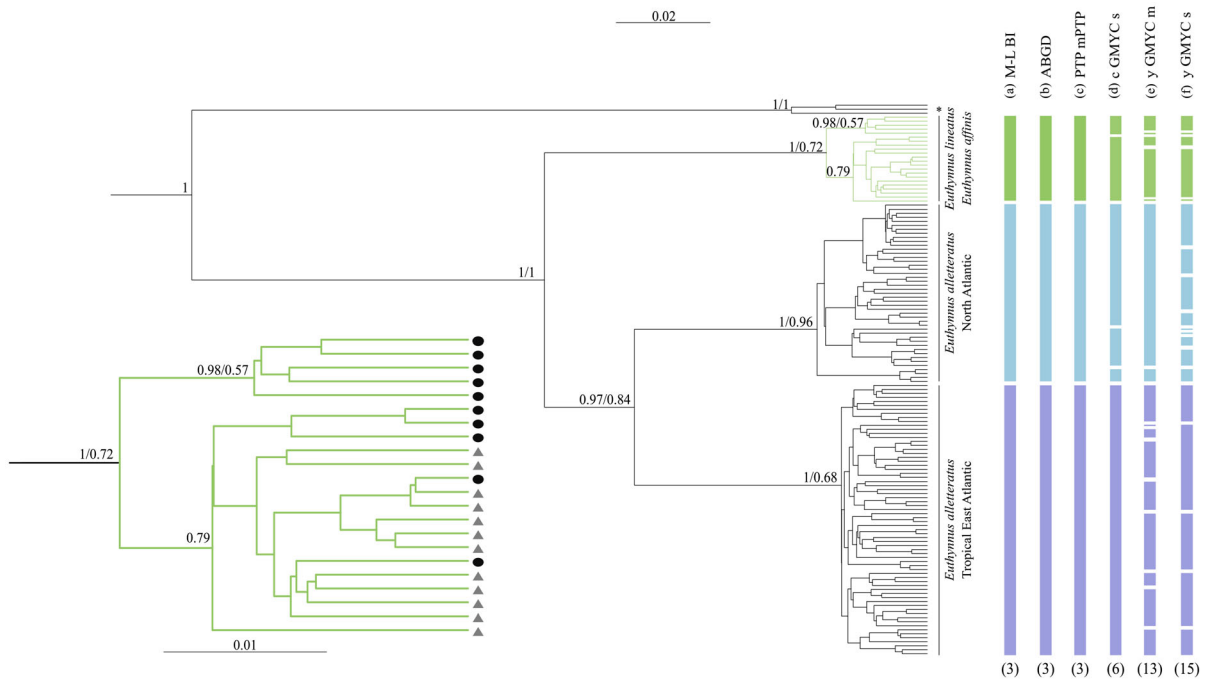 0.02
(a) M-L BI
(b) ABGD
(c) PTP mPTP
(d) c GMYC s
(e) y GMYC m
(f) y GMYC s
1/1
*
0.98/0.57
1/0.72
0.79
Euthynnus lineatus
Euthynnus affinis
1
1/1
1/0.96
Euthynnus alletteratus
North Atlantic
0.97/0.84
1/0.68
Euthynnus alletteratus
Tropical East Atlantic
0.98/0.57
1/0.72
0.79
0.01
(3)
(3)
(3)
(6)
(13)
(15)